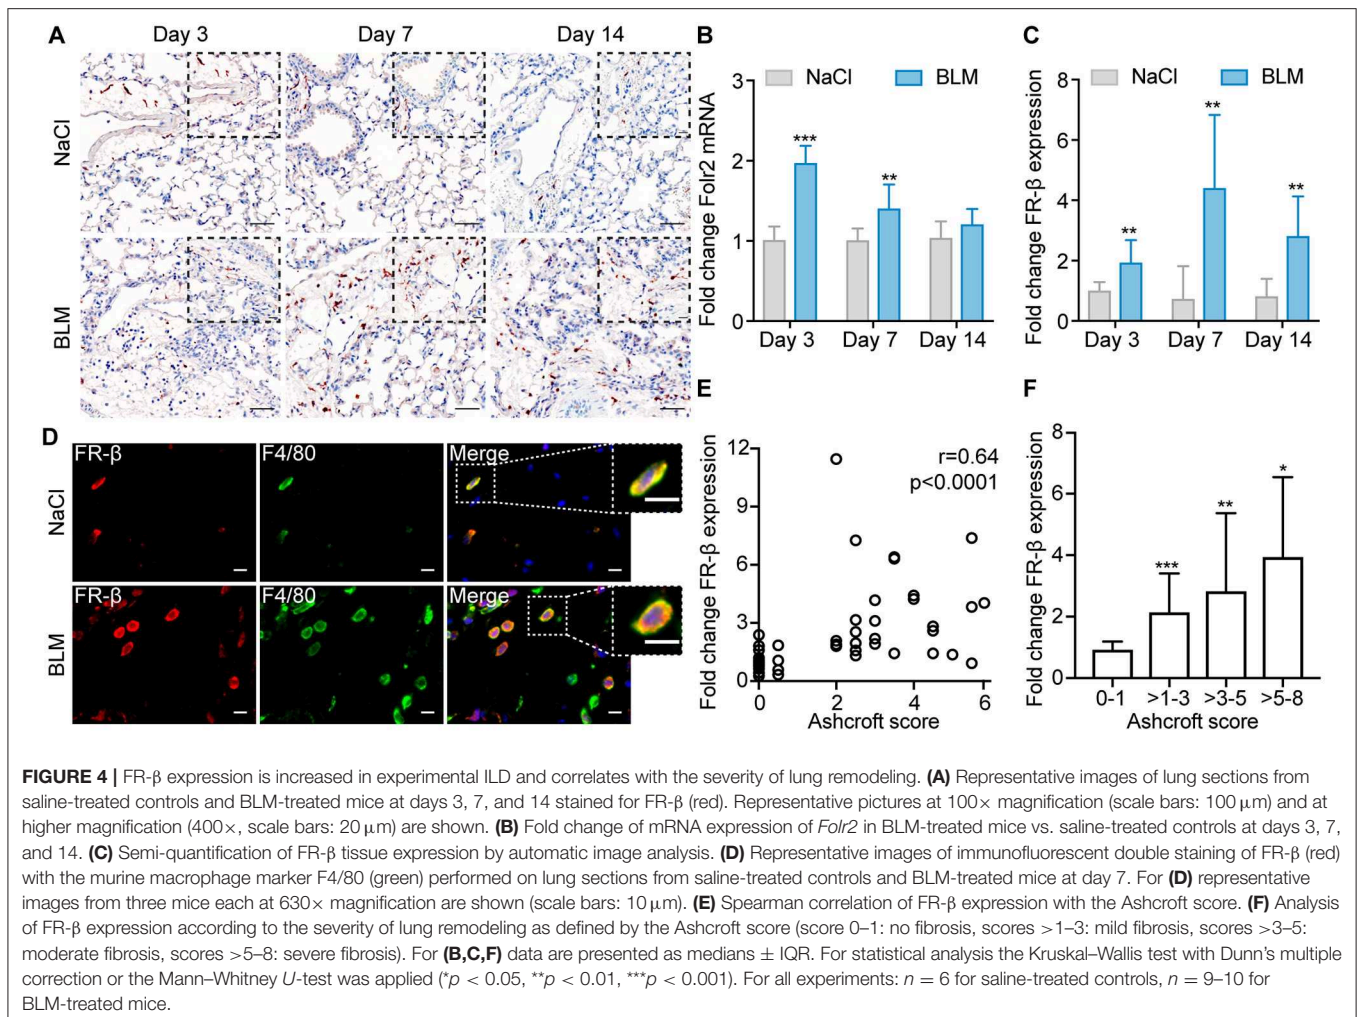 A
Day 3 Day 7 Day 14
NaCl
BLM
B
NaCl BLM
Fold change Folr2 mRNA
3
2
1
0
***
**
Day 3 Day 7 Day 14
C
NaCl BLM
Fold change FR-β expression
8
6
4
2
0
**
**
**
Day 3 Day 7 Day 14
D
FR-β F4/80 Merge
NaCl
FR-β F4/80 Merge
BLM
E
Fold change FR-β expression
12
9
6
3
0
r=0.64
p<0.0001
0 2 4 6
Ashcroft score
F
Fold change FR-β expression
8
6
4
2
0
***
**
*
0-1 >1-3 >3-5 >5-8
Ashcroft score
FIGURE 4 | FR-β expression is increased in experimental ILD and correlates with the severity of lung remodeling. (A) Representative images of lung sections from
saline-treated controls and BLM-treated mice at days 3, 7, and 14 stained for FR-β (red). Representative pictures at 100× magnification (scale bars: 100 μm) and at
higher magnification (400×, scale bars: 20 μm) are shown. (B) Fold change of mRNA expression of Folr2 in BLM-treated mice vs. saline-treated controls at days 3, 7,
and 14. (C) Semi-quantification of FR-β tissue expression by automatic image analysis. (D) Representative images of immunofluorescent double staining of FR-β (red)
with the murine macrophage marker F4/80 (green) performed on lung sections from saline-treated controls and BLM-treated mice at day 7. For (D) representative
images from three mice each at 630× magnification are shown (scale bars: 10 μm). (E) Spearman correlation of FR-β expression with the Ashcroft score. (F) Analysis
of FR-β expression according to the severity of lung remodeling as defined by the Ashcroft score (score 0–1: no fibrosis, scores >1–3: mild fibrosis, scores >3–5:
moderate fibrosis, scores >5–8: severe fibrosis). For (B,C,F) data are presented as medians ± IQR. For statistical analysis the Kruskal–Wallis test with Dunn's multiple
correction or the Mann–Whitney U-test was applied (*p < 0.05, **p < 0.01, ***p < 0.001). For all experiments: n = 6 for saline-treated controls, n = 9–10 for
BLM-treated mice.